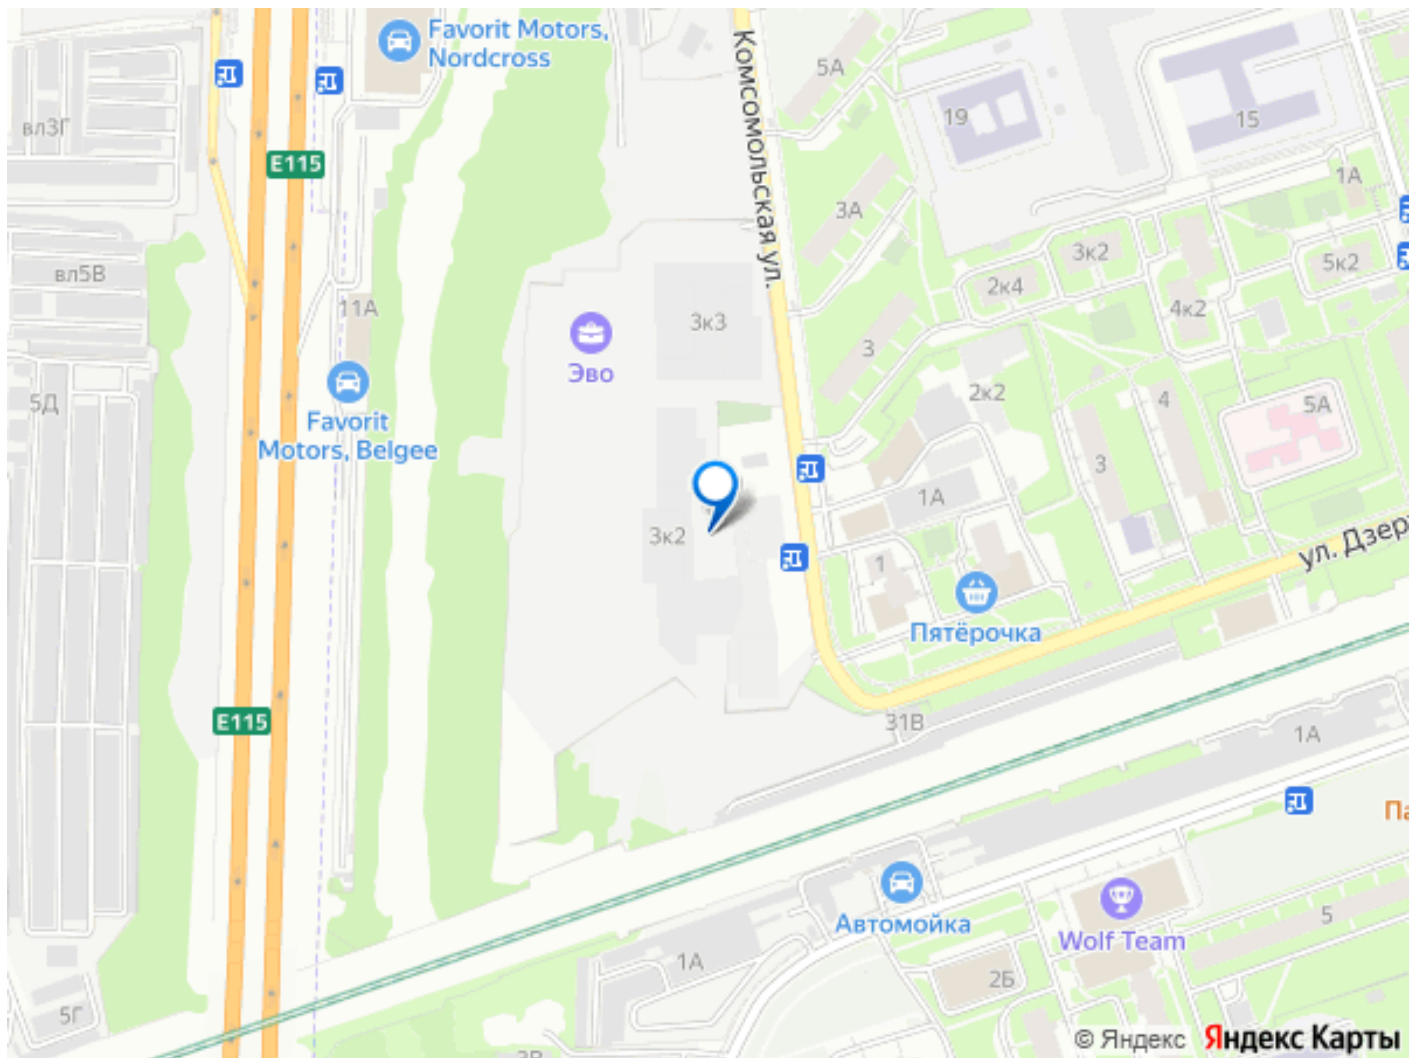 Favorit Motors,
Nordcross
Комсомольская ул.
5А
19
15
вл3Г
E115
1А
3А
3к2
5к2
2к4
4к2
вл5В
11А
3к3
3
Эво
2к2
4
5А
5Д
Favorit
Motors, Belgee
3
1А
3к2
ул. Дзер
1
Пятёрочка
E115
31В
1А
Па
Автомойка
Wolf Team
5
1А
2Б
5Г
3В
© Яндекс Яндекс Карты